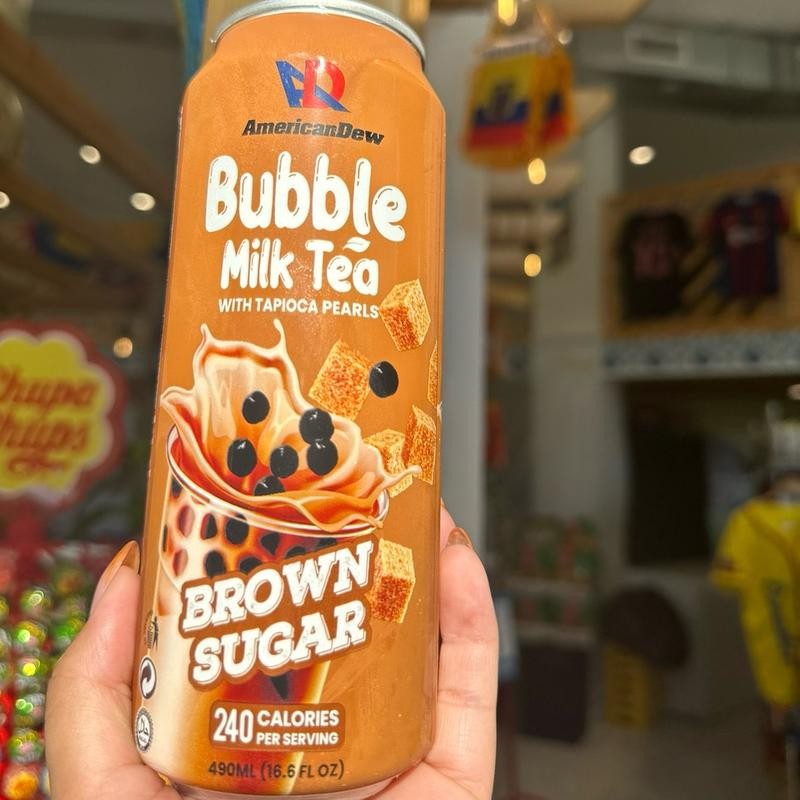 AD
AmericanDew
Bubble
Milk Tea
WITH TAPIOCA PEARLS
BROWN
SUGAR
240 CALORIES
PER SERVING
490ML (16.6 FL OZ)
Chupa
Chups